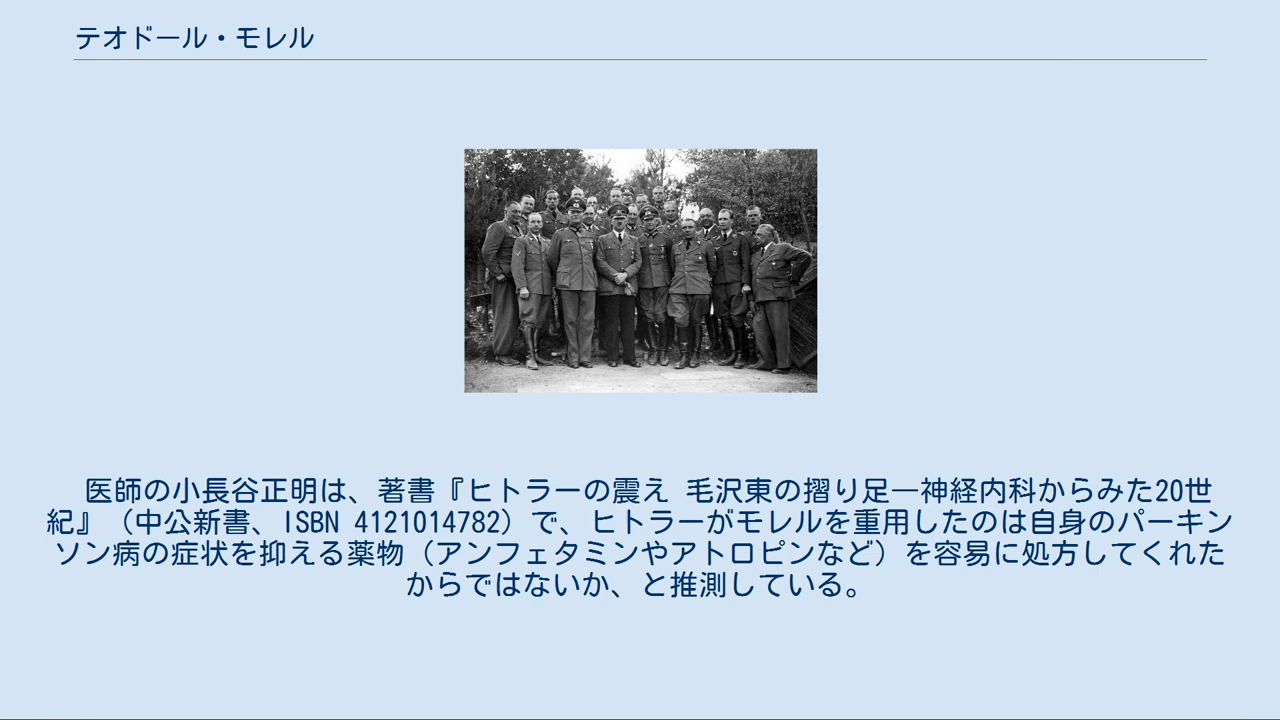 テオドール・モレル
医師の小長谷正明は、著書『ヒトラーの震え 毛沢東の摺り足―神経内科からみた20世
紀』（中公新書、ISBN 4121014782）で、ヒトラーがモレルを重用したのは自身のパーキン
ソン病の症状を抑える薬物（アンフェタミンやアトロピンなど）を容易に処方してくれた
からではないか、と推測している。